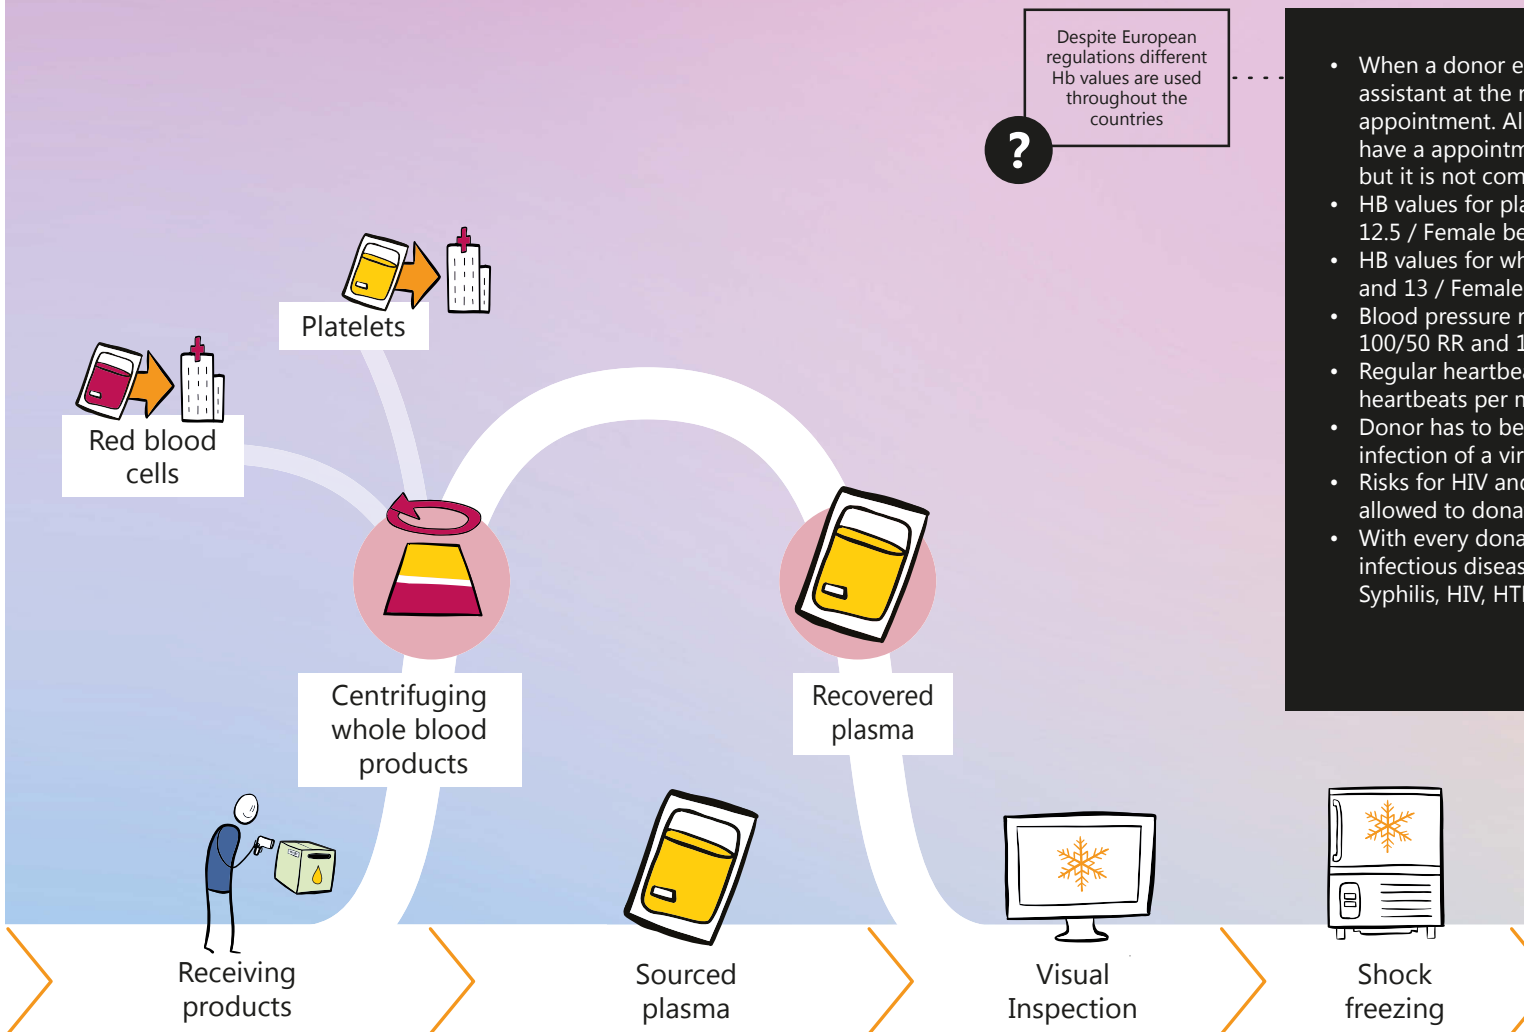 Despite European
regulations different
Hb values are used
throughout the
countries
?
• When a donor e
assistant at the
appointment. Al
have a appointm
but it is not com
• HB values for pla
12.5 / Female be
• HB values for wh
and 13 / Female
• Blood pressure
100/50 RR and 1
• Regular heartbea
heartbeats per
• Donor has to be
infection of a vir
• Risks for HIV and
allowed to dona
• With every dona
infectious diseas
Syphilis, HIV, HT
Platelets
Red blood
cells
Centrifuging
whole blood
products
Recovered
plasma
Receiving
products
Sourced
plasma
Visual
Inspection
Shock
freezing